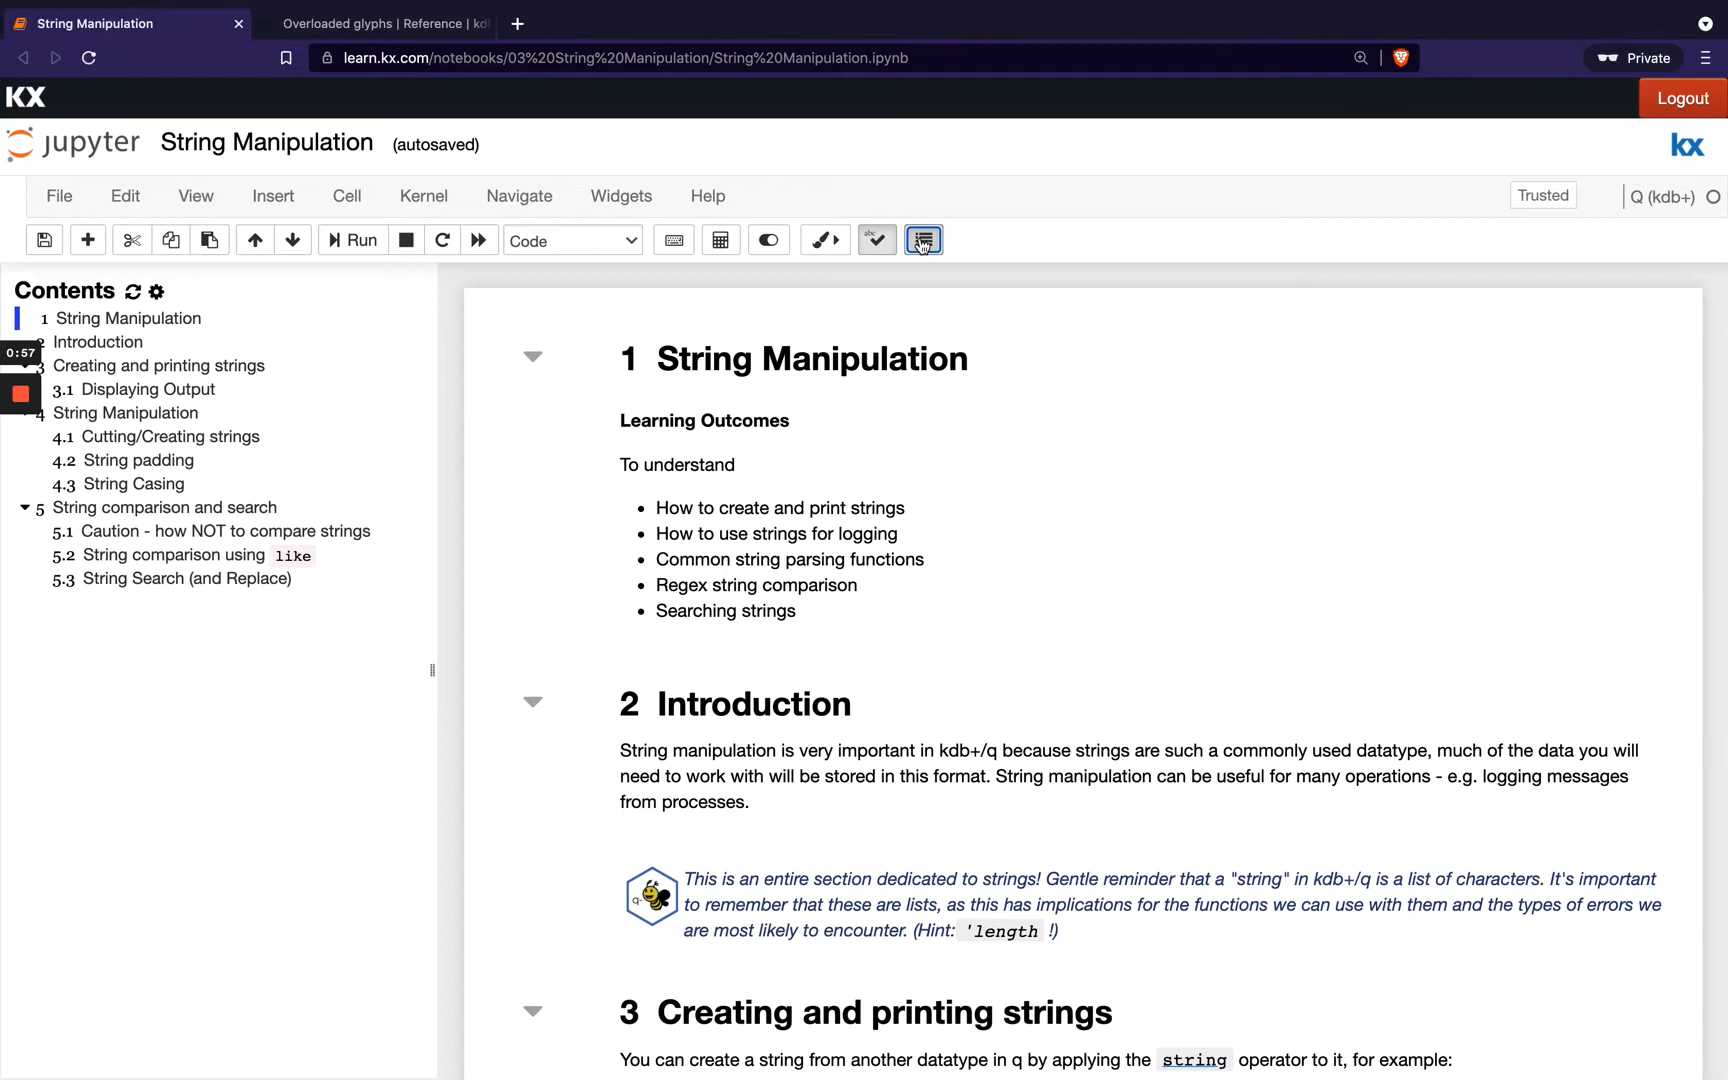 String Manipulation
Overloaded glyphs | Reference | kd
learn.kx.com/notebooks/03%20String%20Manipulation/String%20Manipulation.ipynb
Private
KX
Logout
jupyter String Manipulation (autosaved)
kx
File Edit View Insert Cell Kernel Navigate Widgets Help
Trusted
Q (kdb+)
Run
Code
abc
Contents
1 String Manipulation
2 Introduction
3 Creating and printing strings
3.1 Displaying Output
4 String Manipulation
4.1 Cutting/Creating strings
4.2 String padding
4.3 String Casing
5 String comparison and search
5.1 Caution - how NOT to compare strings
5.2 String comparison using like
5.3 String Search (and Replace)
0:57
1 String Manipulation
Learning Outcomes
To understand
• How to create and print strings
• How to use strings for logging
• Common string parsing functions
• Regex string comparison
• Searching strings
2 Introduction
String manipulation is very important in kdb+/q because strings are such a commonly used datatype, much of the data you will
need to work with will be stored in this format. String manipulation can be useful for many operations - e.g. logging messages
from processes.
q-
This is an entire section dedicated to strings! Gentle reminder that a "string" in kdb+/q is a list of characters. It's important
to remember that these are lists, as this has implications for the functions we can use with them and the types of errors we
are most likely to encounter. (Hint: 'length !)
3 Creating and printing strings
You can create a string from another datatype in q by applying the string operator to it, for example: